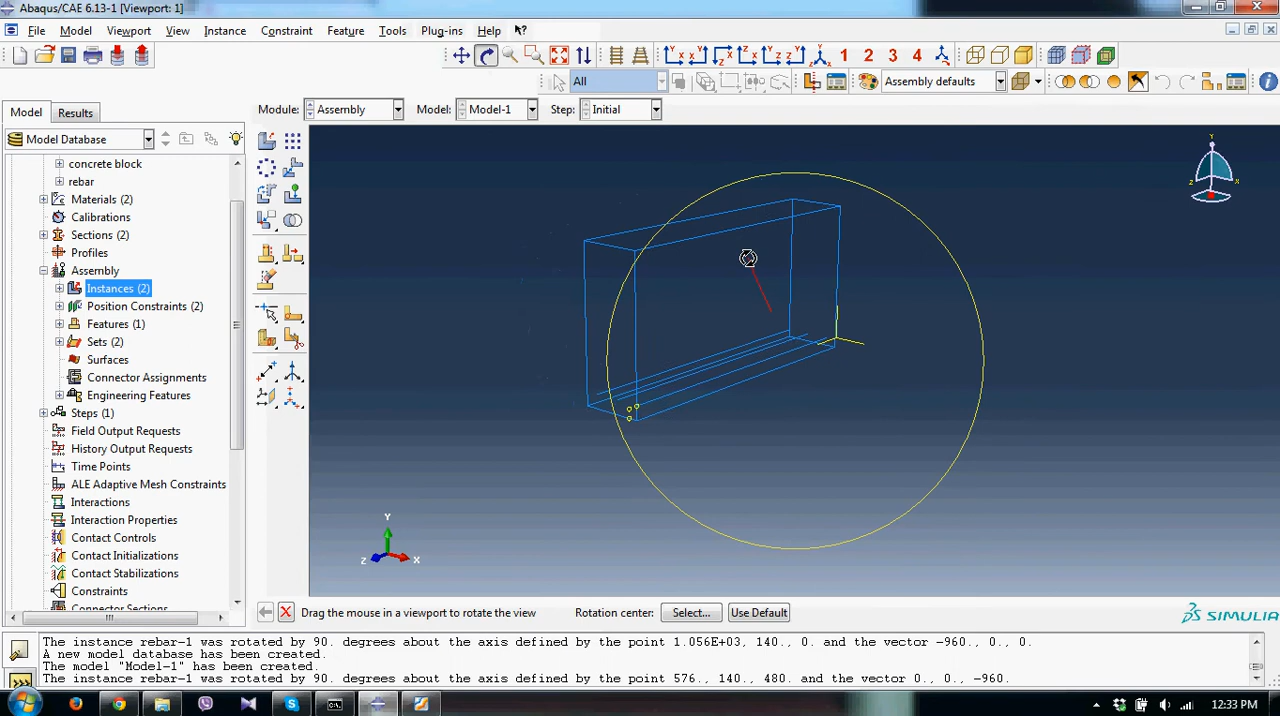 Abaqus/CAE 6.13-1 [Viewport: 1]
File Model Viewport View Instance Constraint Feature Tools Plug-ins Help
1 2 3 4
All Assembly defaults
Model Results Module: Assembly Model: Model-1 Step: Initial
Model Database
concrete block
rebar
Materials (2)
Calibrations
Sections (2)
Profiles
Assembly
Instances (2)
Position Constraints (2)
Features (1)
Sets (2)
Surfaces
Connector Assignments
Engineering Features
Steps (1)
Field Output Requests
History Output Requests
Time Points
ALE Adaptive Mesh Constraints
Interactions
Interaction Properties
Contact Controls
Contact Initializations
Contact Stabilizations
Constraints
Connector Sections
Y
Z X
Y
Z X
Drag the mouse in a viewport to rotate the view Rotation center: Select... Use Default
SIMULIA
The instance rebar-1 was rotated by 90. degrees about the axis defined by the point 1.056E+03, 140., 0. and the vector -960., 0., 0.
A new model database has been created.
The model "Model-1" has been created.
The instance rebar-1 was rotated by 90. degrees about the axis defined by the point 576., 140., 480. and the vector 0., 0., -960.
12:33 PM